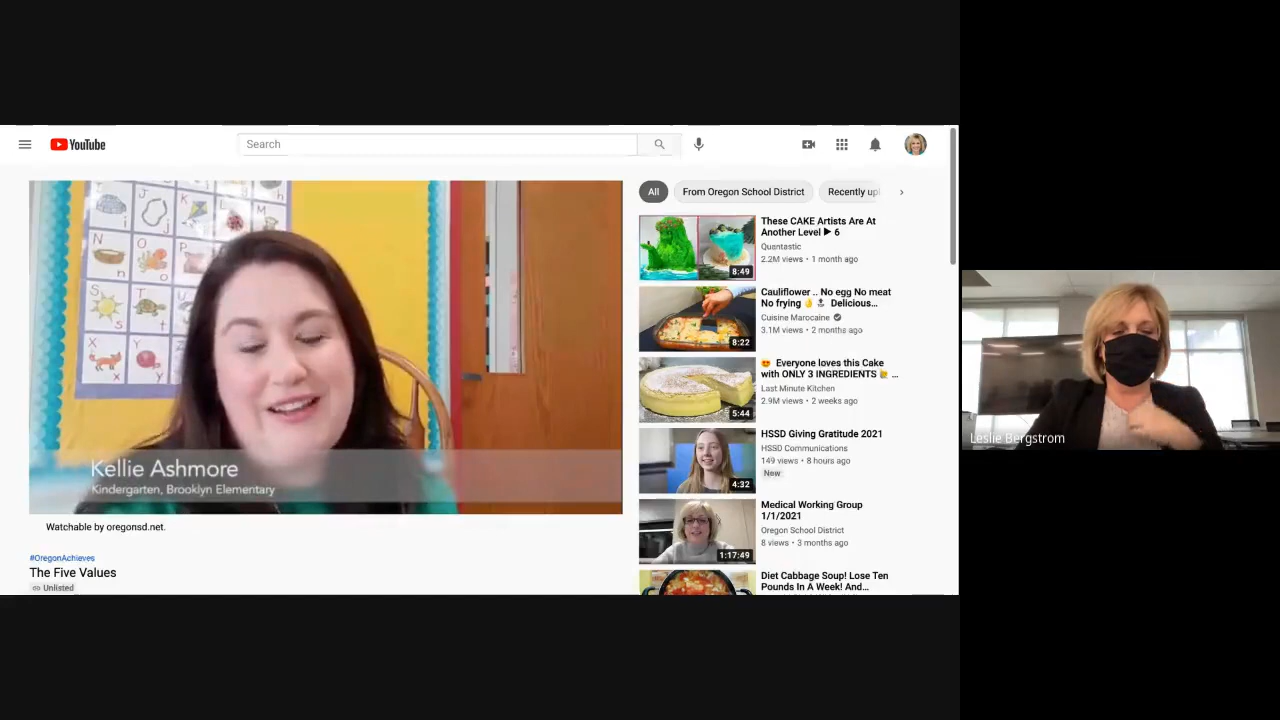 YouTube
Search
All
From Oregon School District
Recently upl
Kellie Ashmore
Kindergarten, Brooklyn Elementary
Watchable by oregonsd.net.
#OregonAchieves
The Five Values
Unlisted
These CAKE Artists Are At
Another Level ▶ 6
Quantastic
2.2M views • 1 month ago
8:49
Cauliflower .. No egg No meat
No frying 👌 Delicious...
Cuisine Marocaine
3.1M views • 2 months ago
8:22
😍 Everyone loves this Cake
with ONLY 3 INGREDIENTS ...
Last Minute Kitchen
2.9M views • 2 weeks ago
5:44
HSSD Giving Gratitude 2021
HSSD Communications
149 views • 8 hours ago
New
4:32
Medical Working Group
1/1/2021
Oregon School District
8 views • 3 months ago
1:17:49
Diet Cabbage Soup! Lose Ten
Pounds In A Week! And...
Leslie Bergstrom